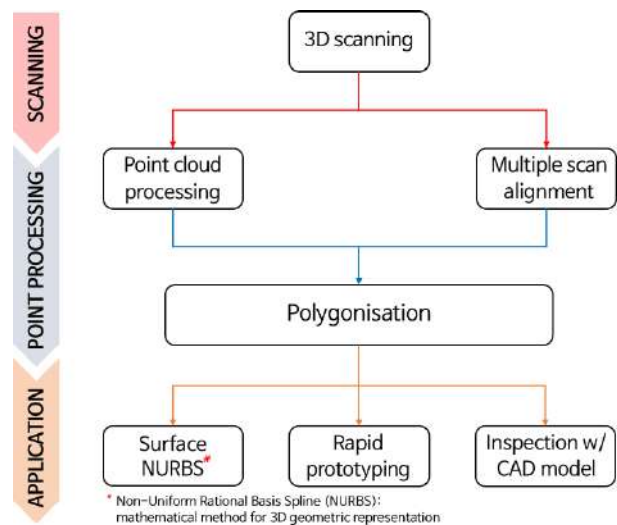 SCANNING
3D scanning
POINT PROCESSING
Point cloud
processing
Multiple scan
alignment
Polygonisation
APPLICATION
Surface
NURBS*
Rapid
prototyping
Inspection w/
CAD model
* Non-Uniform Rational Basis Spline (NURBS):
mathematical method for 3D geometric representation